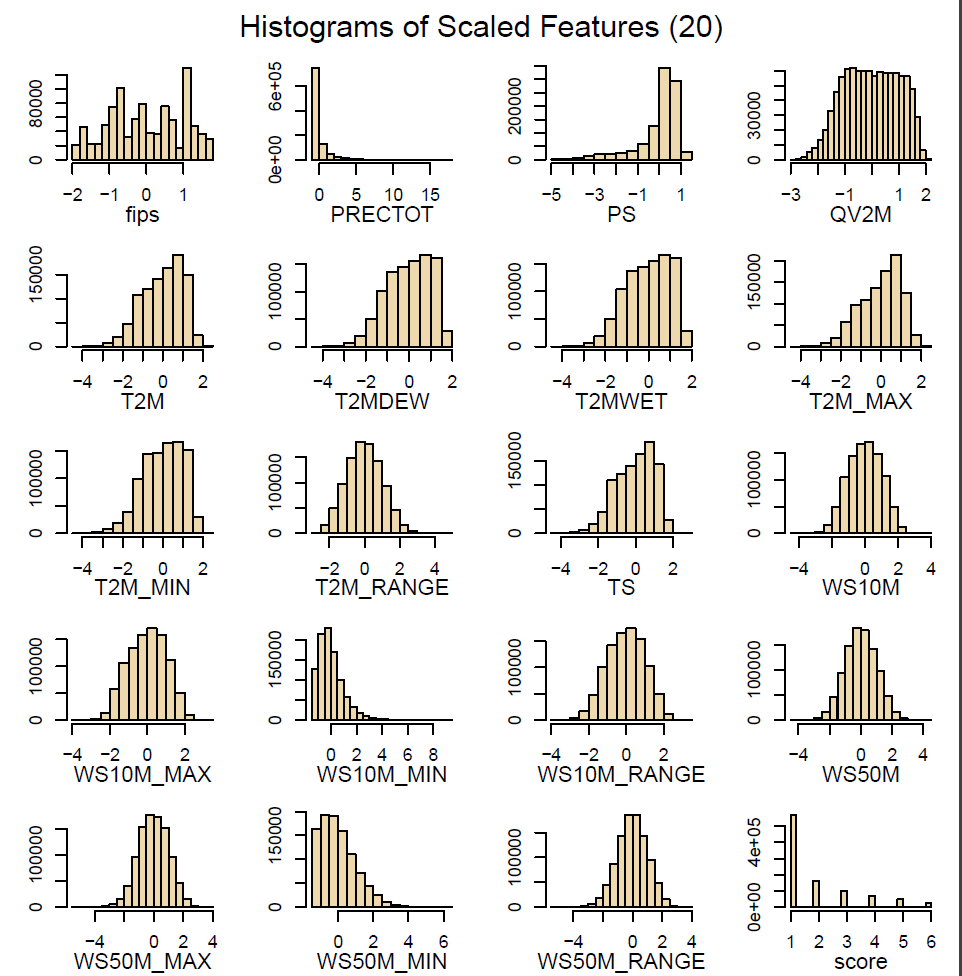 Histograms of Scaled Features (20)
0 80000
−2 −1 0 1
fips
0e+00 6e+05
0 5 10 15
PRECTOT
0 200000
−5 −3 −1 1
PS
0 30000
−3 −1 1 2
QV2M
0 150000
−4 −2 0 2
T2M
0 100000
−4 −2 0 2
T2MDEW
0 100000
−4 −2 0 2
T2MWET
0 150000
−4 −2 0 2
T2M_MAX
0 100000
−4 −2 0 2
T2M_MIN
0 100000
−2 0 2 4
T2M_RANGE
0 150000
−4 −2 0 2
TS
0 100000
−4 0 2 4
WS10M
0 100000
−4 −2 0 2
WS10M_MAX
0 150000
0 2 4 6 8
WS10M_MIN
0 100000
−4 −2 0 2
WS10M_RANGE
0 100000
−4 0 2 4
WS50M
0 100000
−4 0 2 4
WS50M_MAX
0 150000
0 2 4 6
WS50M_MIN
0 100000
−4 0 2 4
WS50M_RANGE
0e+00 4e+05
1 2 3 4 5 6
score